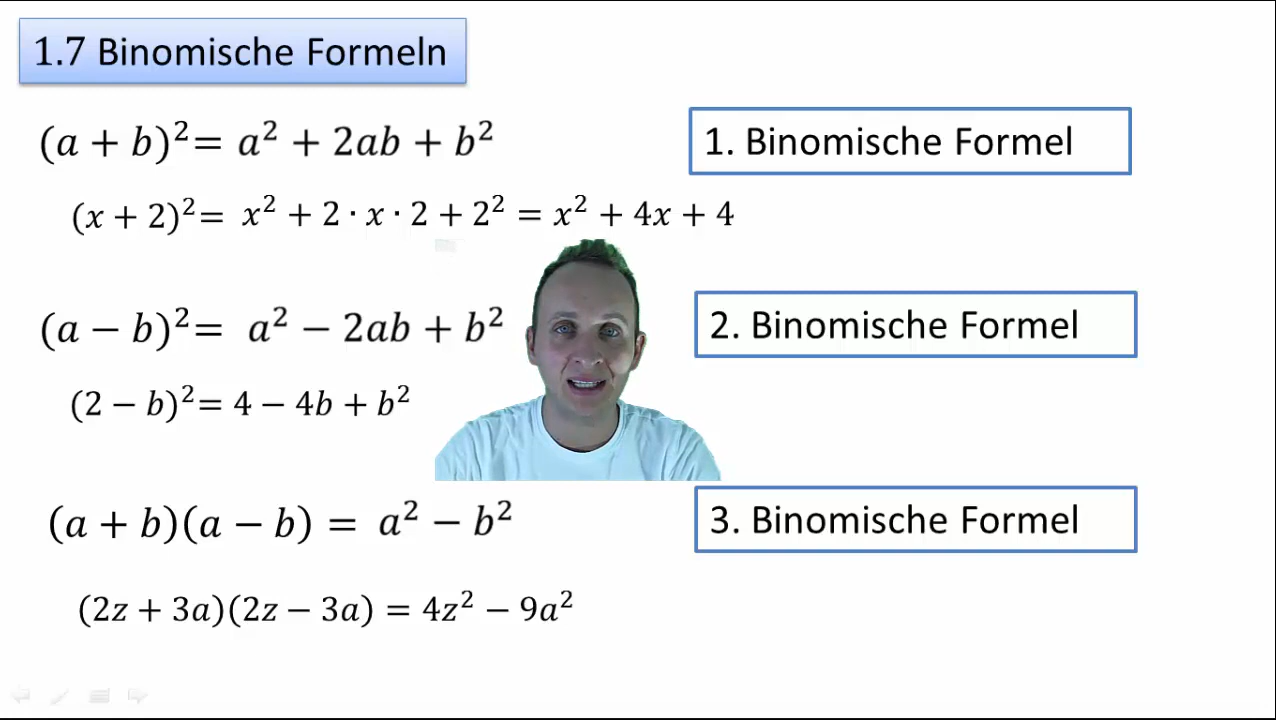 1.7 Binomische Formeln
(a + b)²= a² + 2ab + b²
1. Binomische Formel
(x + 2)²= x² + 2 · x · 2 + 2² = x² + 4x + 4
(a − b)²= a² − 2ab + b²
2. Binomische Formel
(2 − b)²= 4 − 4b + b²
(a + b)(a − b) = a² − b²
3. Binomische Formel
(2z + 3a)(2z − 3a) = 4z² − 9a²